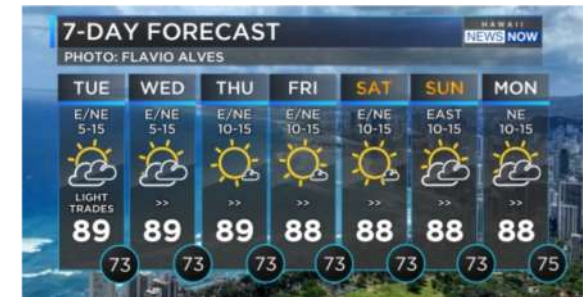 7-DAY FORECAST
HAWAII
NEWS NOW
PHOTO: FLAVIO ALVES
TUE WED THU FRI SAT SUN MON
E/NE E/NE E/NE E/NE E/NE EAST NE
5-15 5-15 10-15 10-15 10-15 10-15 10-15
LIGHT
TRADES >> >> >> >> >> >>
89 89 89 88 88 88 88
73 73 73 73 73 73 75